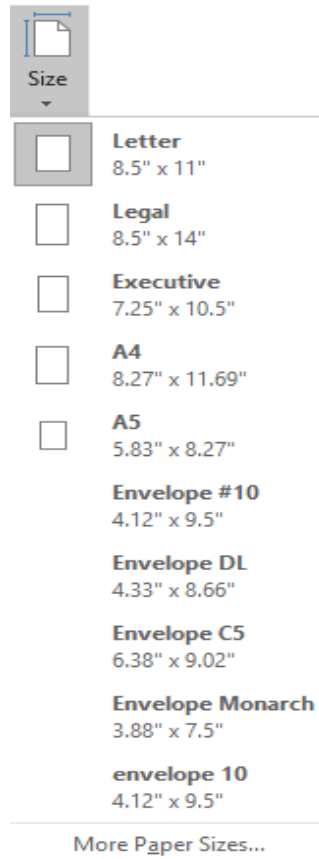 Size
Letter
8.5" x 11"
Legal
8.5" x 14"
Executive
7.25" x 10.5"
A4
8.27" x 11.69"
A5
5.83" x 8.27"
Envelope #10
4.12" x 9.5"
Envelope DL
4.33" x 8.66"
Envelope C5
6.38" x 9.02"
Envelope Monarch
3.88" x 7.5"
envelope 10
4.12" x 9.5"
More Paper Sizes...